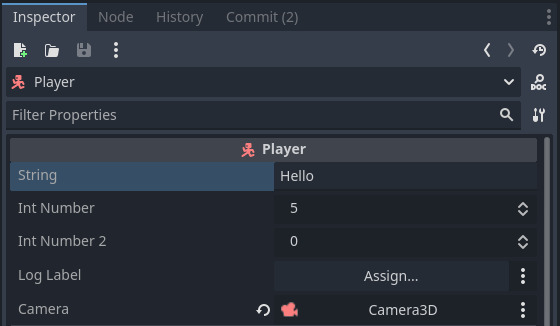 Inspector Node History Commit (2)
Player
DOC
Filter Properties
Player
String Hello
Int Number 5
Int Number 2 0
Log Label Assign...
Camera Camera3D